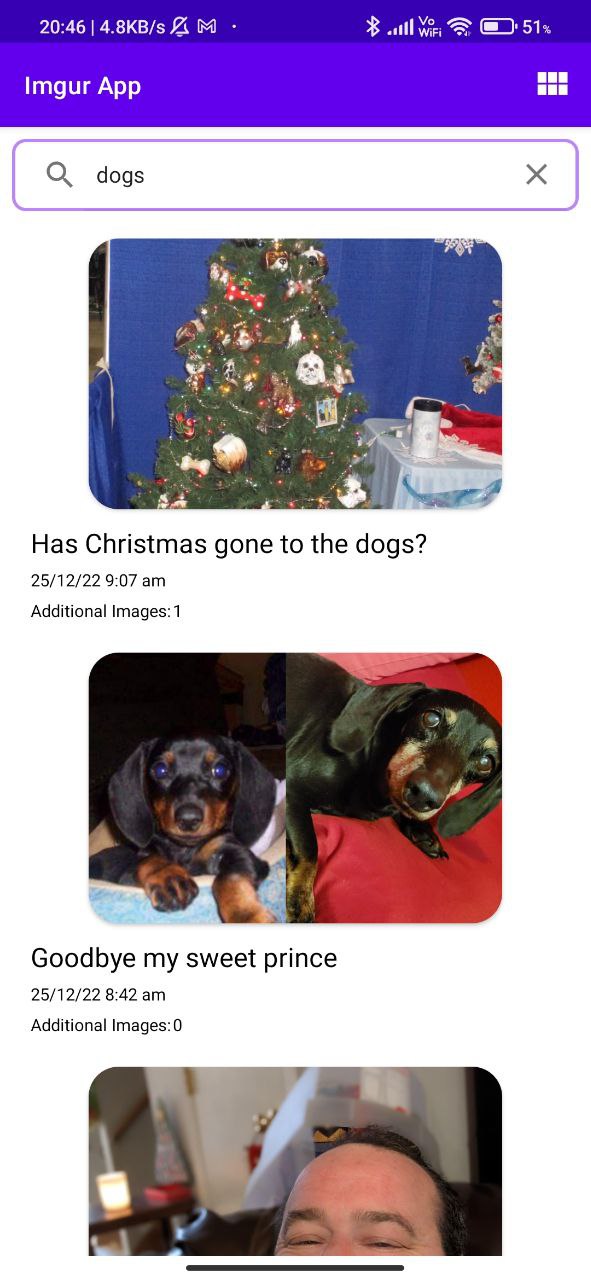 20:46 | 4.8KB/s
Vo
WiFi
51%
Imgur App
dogs
Has Christmas gone to the dogs?
25/12/22 9:07 am
Additional Images: 1
Goodbye my sweet prince
25/12/22 8:42 am
Additional Images: 0